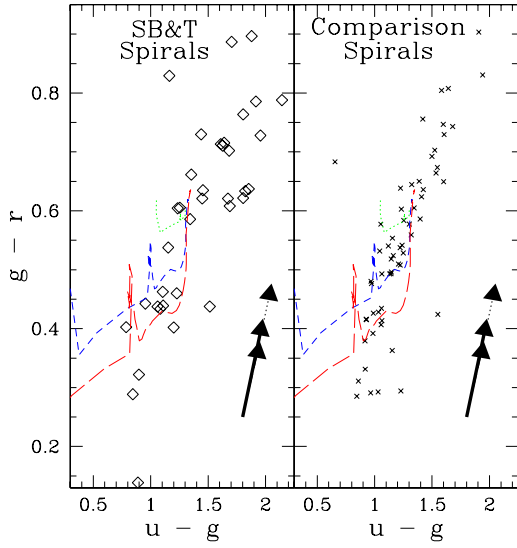 SB&T Spirals
Comparison Spirals
g – r
0.8
0.6
0.4
0.2
0.5 1 1.5 2
0.5 1 1.5 2
u – g
u – g